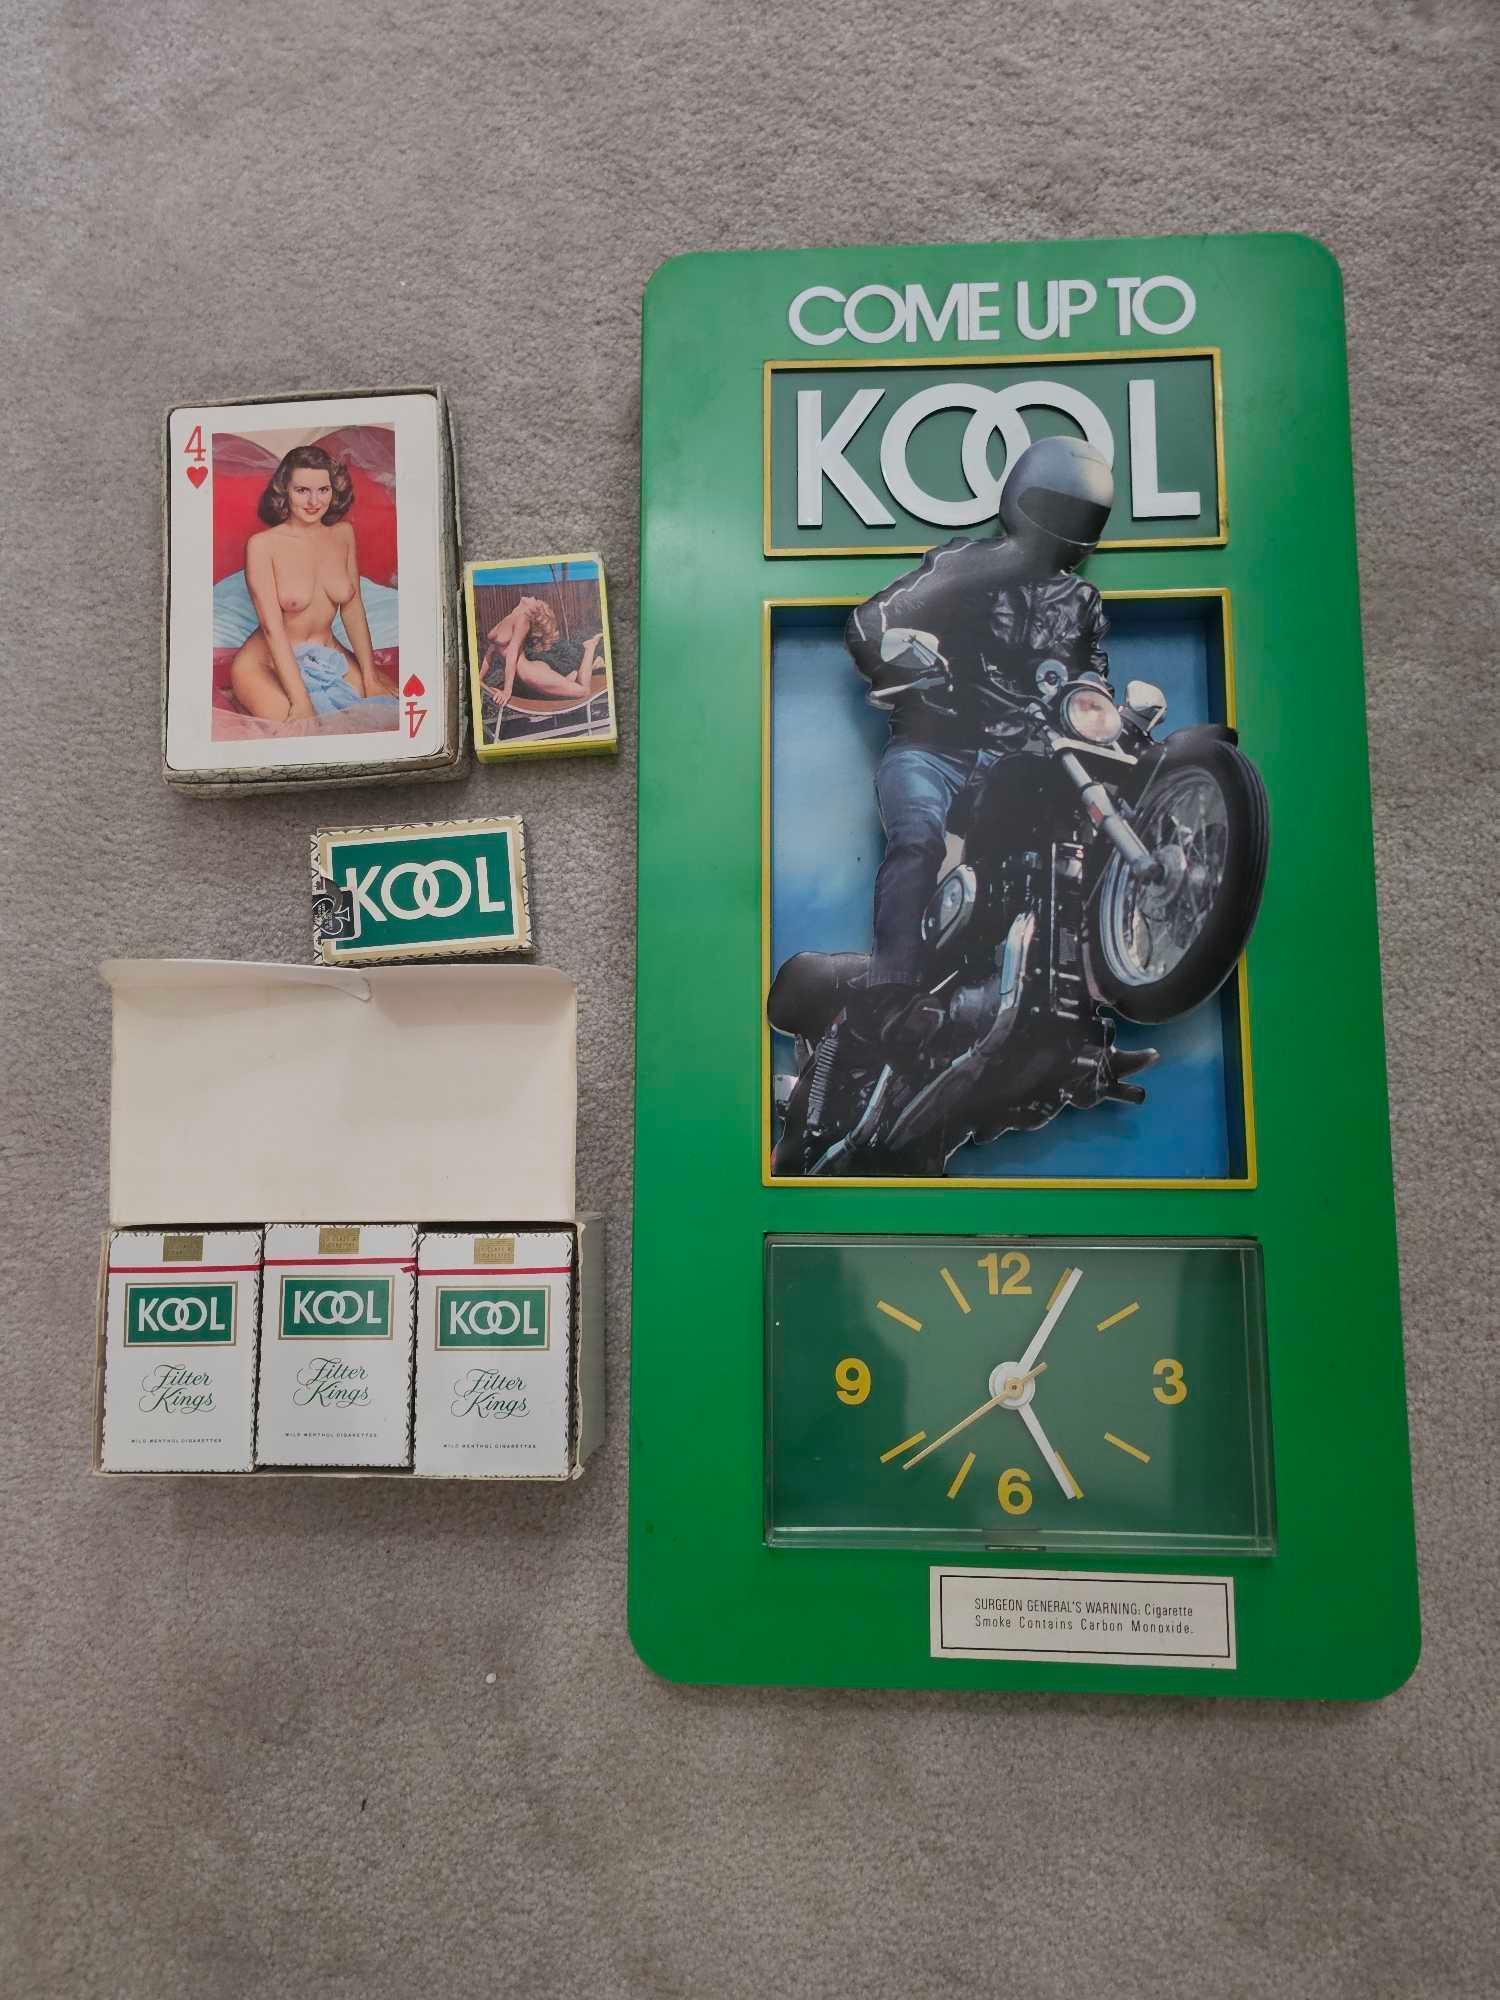 COME UP TO
KOOL
4
4
KOOL
KOOL
Filter
Kings
MILD MENTHOL CIGARETTES
KOOL
Filter
Kings
MILD MENTHOL CIGARETTES
KOOL
Filter
Kings
MILD MENTHOL CIGARETTES
12
9
3
6
SURGEON GENERAL'S WARNING: Cigarette
Smoke Contains Carbon Monoxide.